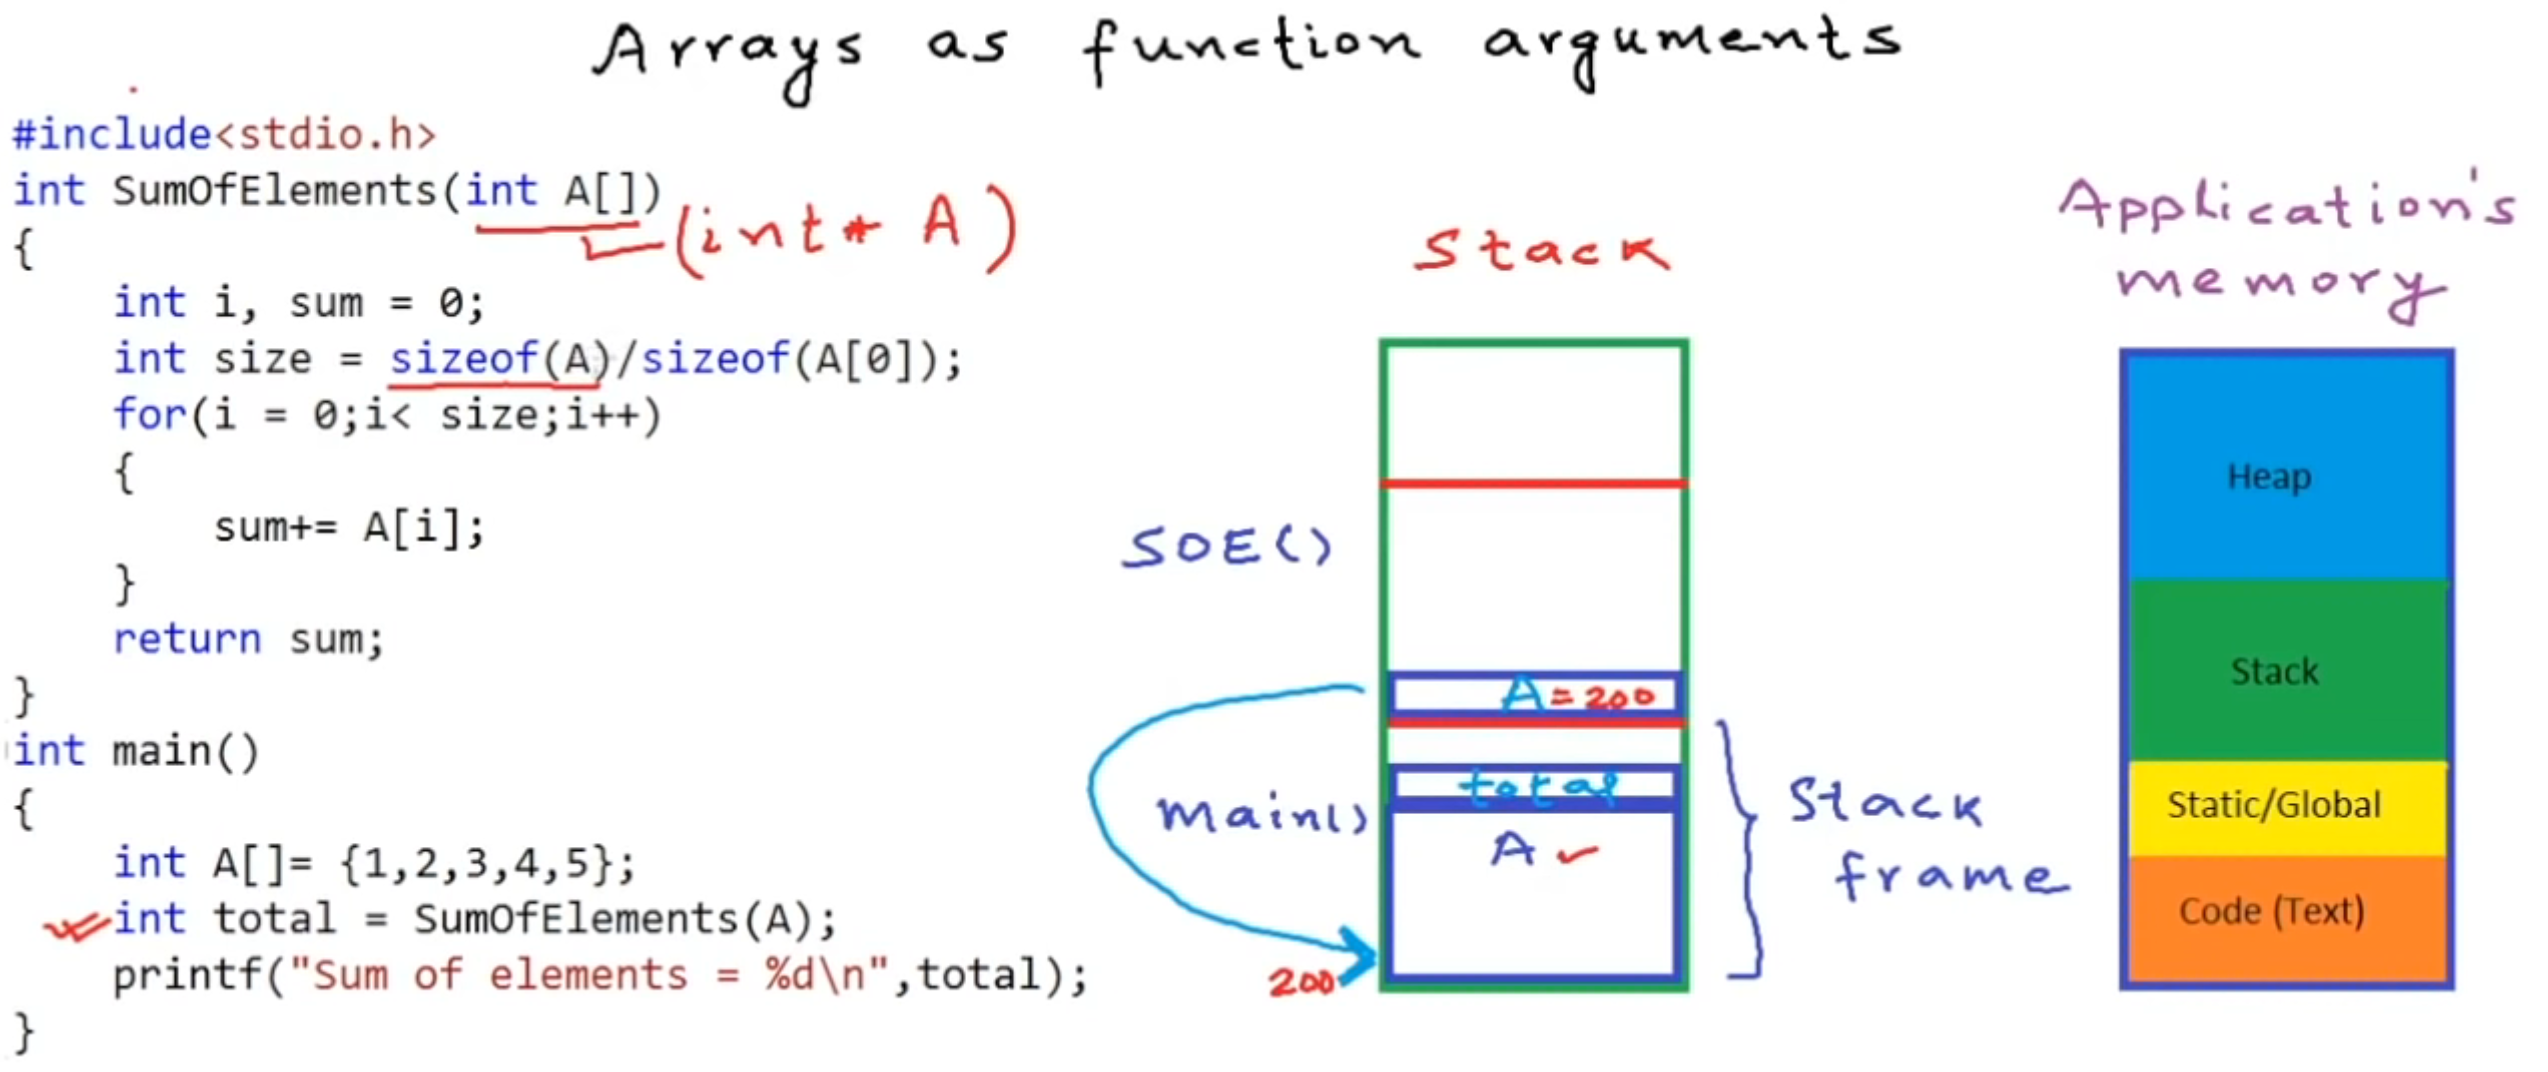 Arrays as function arguments
#include<stdio.h>
int SumOfElements(int A[])
(int* A)
{
    int i, sum = 0;
    int size = sizeof(A)/sizeof(A[0]);
    for(i = 0;i< size;i++)
    {
        sum+= A[i];
    }
    return sum;
}
int main()
{
    int A[]= {1,2,3,4,5};
    int total = SumOfElements(A);
    printf("Sum of elements = %d\n",total);
}
Stack
SOE()
A=200
main()
total
A
200
Stack
frame
Application's
memory
Heap
Stack
Static/Global
Code (Text)